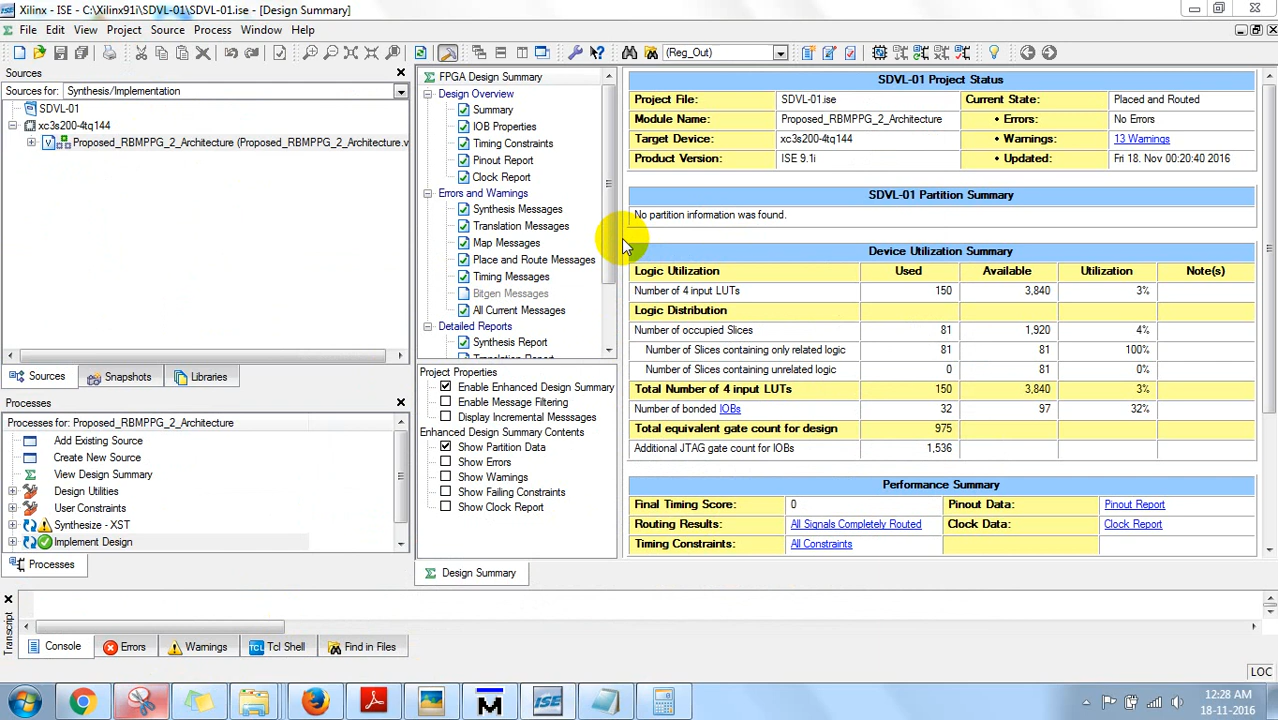 Xilinx - ISE - C:\Xilinx91i\SDVL-01\SDVL-01.ise - [Design Summary]
File Edit View Project Source Process Window Help
(Reg_Out)
Sources
Sources for: Synthesis/Implementation
SDVL-01
xc3s200-4tq144
Proposed_RBMPPG_2_Architecture (Proposed_RBMPPG_2_Architecture.v
Sources Snapshots Libraries
Processes
Processes for: Proposed_RBMPPG_2_Architecture
Add Existing Source
Create New Source
View Design Summary
Design Utilities
User Constraints
Synthesize - XST
Implement Design
Processes
FPGA Design Summary
Design Overview
Summary
IOB Properties
Timing Constraints
Pinout Report
Clock Report
Errors and Warnings
Synthesis Messages
Translation Messages
Map Messages
Place and Route Messages
Timing Messages
Bitgen Messages
All Current Messages
Detailed Reports
Synthesis Report
Translation Report
Project Properties
Enable Enhanced Design Summary
Enable Message Filtering
Display Incremental Messages
Enhanced Design Summary Contents
Show Partition Data
Show Errors
Show Warnings
Show Failing Constraints
Show Clock Report
SDVL-01 Project Status
Project File: SDVL-01.ise Current State: Placed and Routed
Module Name: Proposed_RBMPPG_2_Architecture • Errors: No Errors
Target Device: xc3s200-4tq144 • Warnings: 13 Warnings
Product Version: ISE 9.1i • Updated: Fri 18. Nov 00:20:40 2016
SDVL-01 Partition Summary
No partition information was found.
Device Utilization Summary
Logic Utilization Used Available Utilization Note(s)
Number of 4 input LUTs 150 3,840 3%
Logic Distribution
Number of occupied Slices 81 1,920 4%
Number of Slices containing only related logic 81 81 100%
Number of Slices containing unrelated logic 0 81 0%
Total Number of 4 input LUTs 150 3,840 3%
Number of bonded IOBs 32 97 32%
Total equivalent gate count for design 975
Additional JTAG gate count for IOBs 1,536
Performance Summary
Final Timing Score: 0 Pinout Data: Pinout Report
Routing Results: All Signals Completely Routed Clock Data: Clock Report
Timing Constraints: All Constraints
Design Summary
Transcript
Console Errors Warnings TCL Tcl Shell Find in Files
LOC
ISE
12:28 AM
18-11-2016